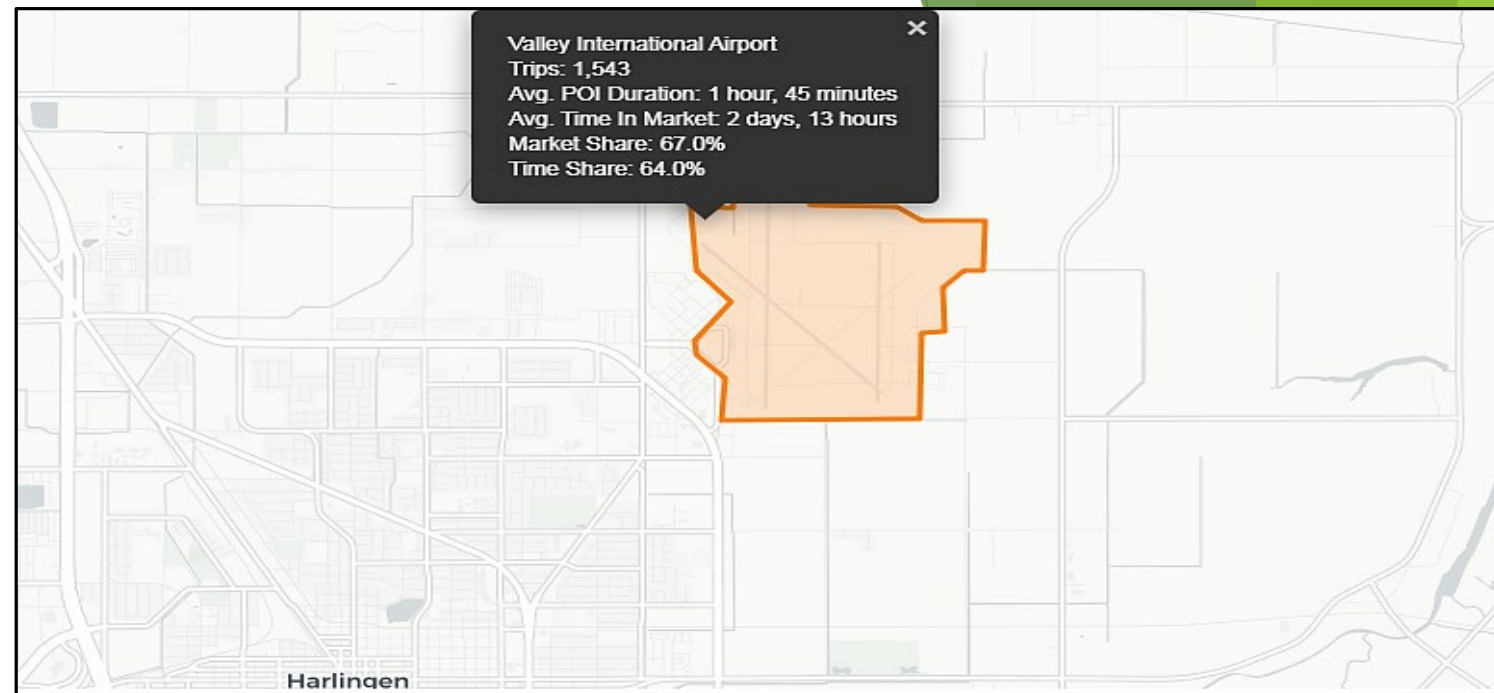 ×
Valley International Airport
Trips: 1,543
Avg. POI Duration: 1 hour, 45 minutes
Avg. Time In Market: 2 days, 13 hours
Market Share: 67.0%
Time Share: 64.0%
Harlingen